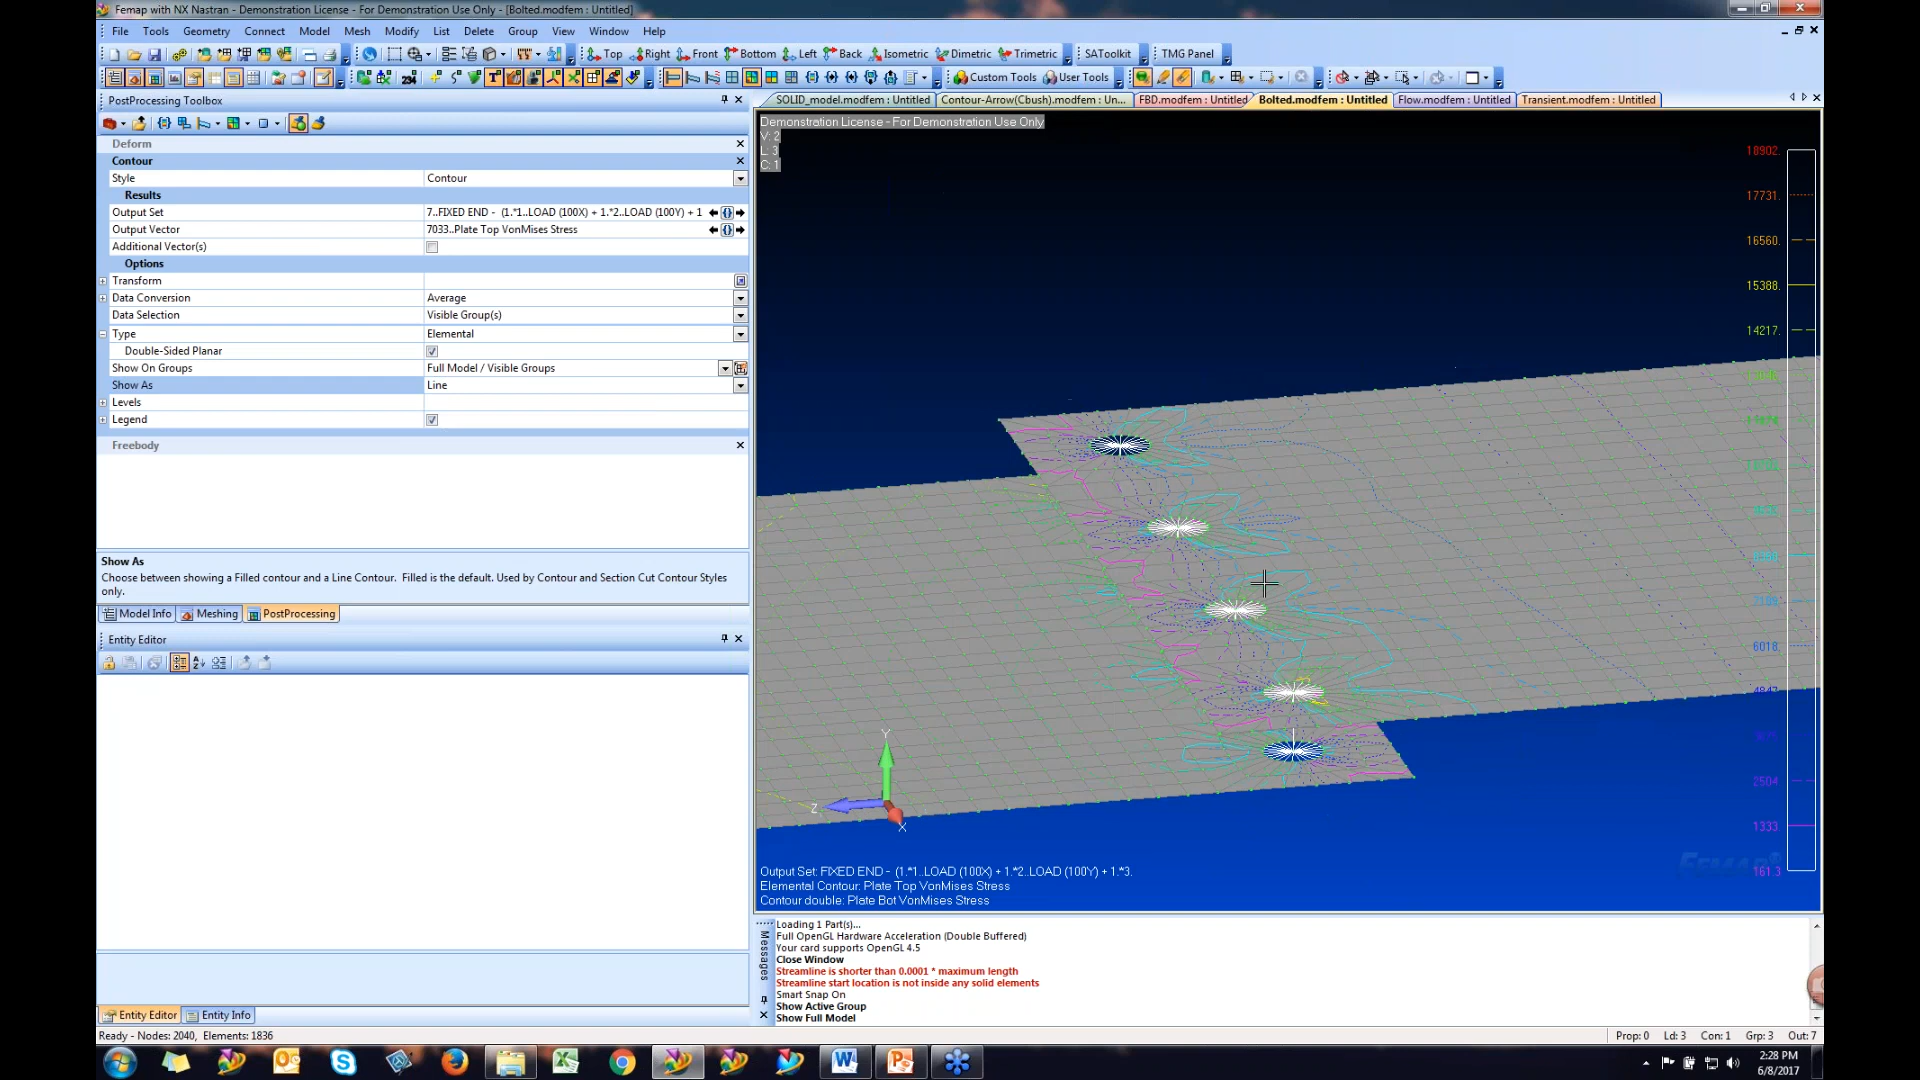 Femap with NX Nastran - Demonstration License - For Demonstration Use Only - [Bolted.modfem : Untitled]
File Tools Geometry Connect Model Mesh Modify List Delete Group View Window Help
Top Right Front Bottom Left Back Isometric Dimetric Trimetric SAToolkit TMG Panel
234 Custom Tools User Tools
PostProcessing Toolbox
SOLID_model.modfem : Untitled Contour-Arrow(Cbush).modfem : Un... FBD.modfem : Untitled Bolted.modfem : Untitled Flow.modfem : Untitled Transient.modfem : Untitled
Deform
Contour
Style Contour
Results
Output Set 7..FIXED END - (1.*1..LOAD (100X) + 1.*2..LOAD (100Y) + 1
Output Vector 7033..Plate Top VonMises Stress
Additional Vector(s)
Options
Transform
Data Conversion Average
Data Selection Visible Group(s)
Type Elemental
Double-Sided Planar
Show On Groups Full Model / Visible Groups
Show As Line
Levels
Legend
Freebody
Show As
Choose between showing a Filled contour and a Line Contour. Filled is the default. Used by Contour and Section Cut Contour Styles
only.
Model Info Meshing PostProcessing
Entity Editor
Entity Editor Entity Info
Demonstration License - For Demonstration Use Only
V: 2
L: 3
C: 1
18902.
17731.
16560.
15388.
14217.
6018.
2504.
1333.
161.3
Y
Z
X
FEMAP®
Output Set: FIXED END - (1.*1..LOAD (100X) + 1.*2..LOAD (100Y) + 1.*3.
Elemental Contour: Plate Top VonMises Stress
Contour double: Plate Bot VonMises Stress
Messages
Loading 1 Part(s)...
Full OpenGL Hardware Acceleration (Double Buffered)
Your card supports OpenGL 4.5
Close Window
Streamline is shorter than 0.0001 * maximum length
Streamline start location is not inside any solid elements
Smart Snap On
Show Active Group
Show Full Model
Ready - Nodes: 2040, Elements: 1836
Prop: 0 Ld: 3 Con: 1 Grp: 3 Out: 7
2:28 PM
6/8/2017